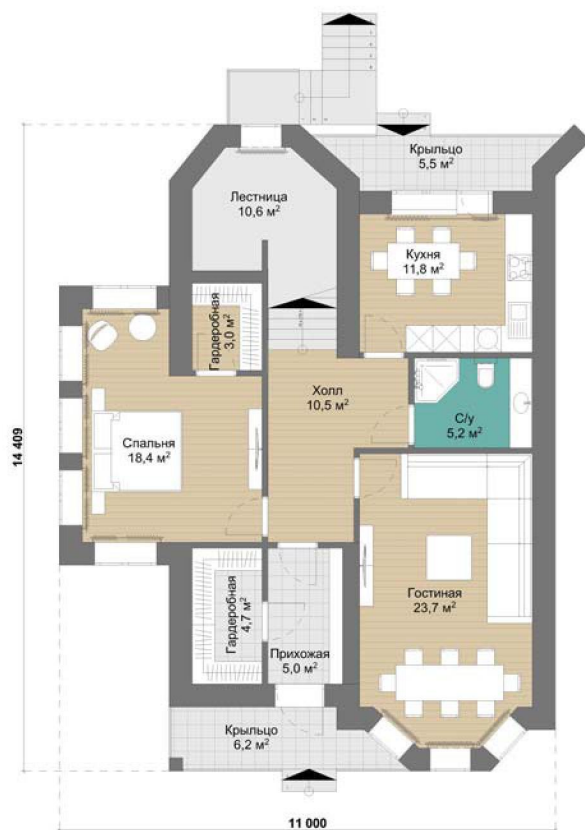 Крыльцо
5,5 м²
Лестница
10,6 м²
Кухня
11,8 м²
Гардеробная
3,0 м²
Холл
10,5 м²
С/у
5,2 м²
Спальня
18,4 м²
14 409
Гардеробная
4,7 м²
Гостиная
23,7 м²
Прихожая
5,0 м²
Крыльцо
6,2 м²
11 000